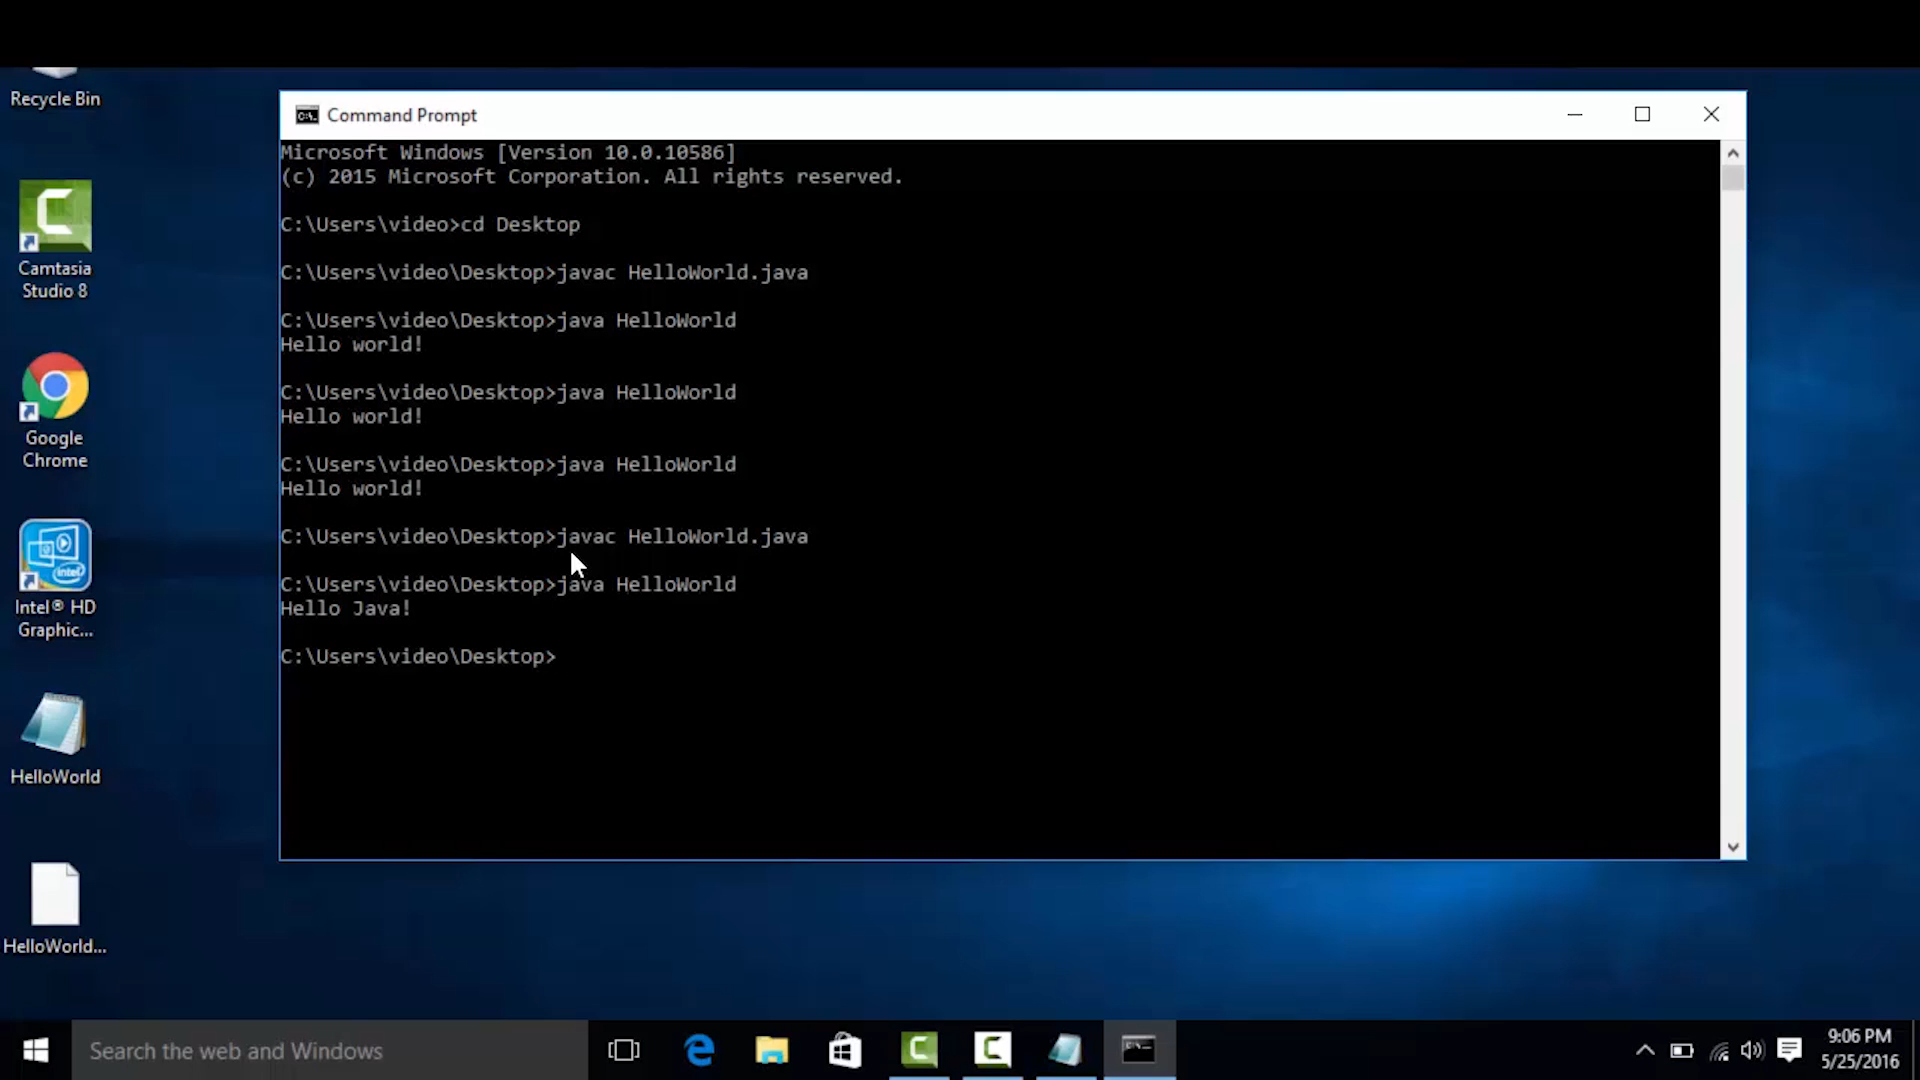 Recycle Bin
Camtasia
Studio 8
Google
Chrome
Intel® HD
Graphic...
HelloWorld
HelloWorld...
Command Prompt
Microsoft Windows [Version 10.0.10586]
(c) 2015 Microsoft Corporation. All rights reserved.
C:\Users\video>cd Desktop
C:\Users\video\Desktop>javac HelloWorld.java
C:\Users\video\Desktop>java HelloWorld
Hello world!
C:\Users\video\Desktop>java HelloWorld
Hello world!
C:\Users\video\Desktop>java HelloWorld
Hello world!
C:\Users\video\Desktop>javac HelloWorld.java
C:\Users\video\Desktop>java HelloWorld
Hello Java!
C:\Users\video\Desktop>
Search the web and Windows
9:06 PM
5/25/2016